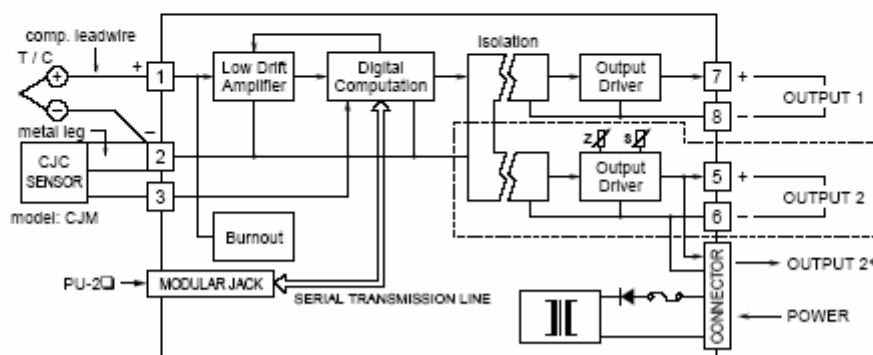 comp. leadwire
T / C
+
+
−
−
metal leg
CJC
SENSOR
model: CJM
1
2
3
Low Drift
Amplifier
Digital
Computation
Isolation
Output
Driver
7
+
8
−
OUTPUT 1
Z
S
Output
Driver
5
+
6
−
OUTPUT 2
Burnout
PU-2□
MODULAR JACK
SERIAL TRANSMISSION LINE
CONNECTOR
OUTPUT 2*
POWER